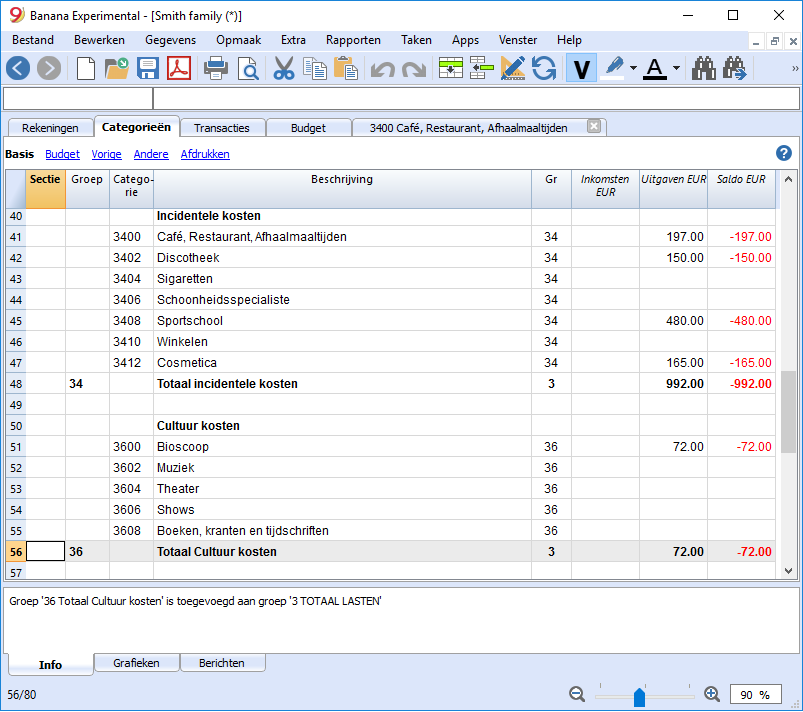 Banana Experimental - [Smith family (*)]
Bestand Bewerken Gegevens Opmaak Extra Rapporten Taken Apps Venster Help
V A »
Rekeningen Categorieën Transacties Budget 3400 Café, Restaurant, Afhaalmaaltijden
Basis Budget Vorige Andere Afdrukken ?
Sectie Groep Catego- Beschrijving Gr Inkomsten Uitgaven EUR Saldo EUR
rie EUR
40 Incidentele kosten
41 3400 Café, Restaurant, Afhaalmaaltijden 34 197.00 -197.00
42 3402 Discotheek 34 150.00 -150.00
43 3404 Sigaretten 34
44 3406 Schoonheidsspecialiste 34
45 3408 Sportschool 34 480.00 -480.00
46 3410 Winkelen 34
47 3412 Cosmetica 34 165.00 -165.00
48 34 Totaal incidentele kosten 3 992.00 -992.00
49
50 Cultuur kosten
51 3600 Bioscoop 36 72.00 -72.00
52 3602 Muziek 36
53 3604 Theater 36
54 3606 Shows 36
55 3608 Boeken, kranten en tijdschriften 36
56 36 Totaal Cultuur kosten 3 72.00 -72.00
57
Groep '36 Totaal Cultuur kosten' is toegevoegd aan groep '3 TOTAAL LASTEN'
Info Grafieken Berichten
56/80 90 %